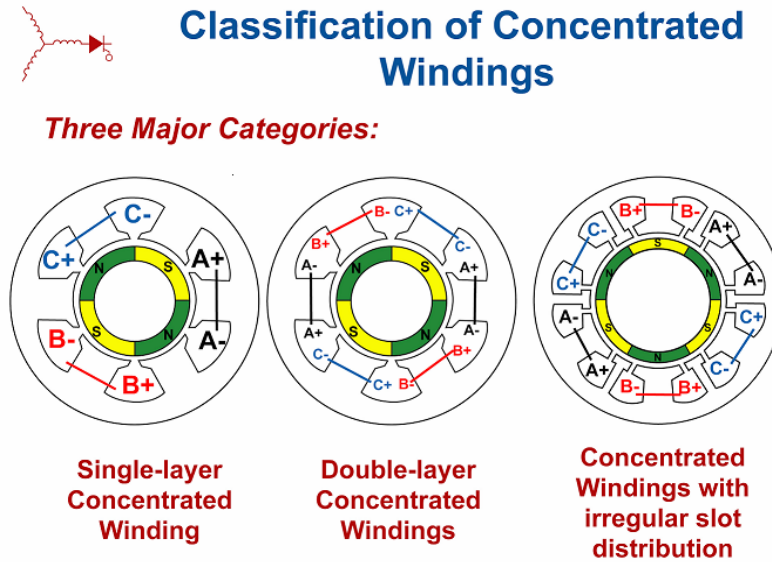 Classification of Concentrated
Windings
Three Major Categories:
C-
C+
A+
N
S
S
N
B-
A-
B+
B- C+
B+
C-
A-
A+
N
S
S
N
A+
A-
C-
B+
C+
B-
B+ B-
A+
C-
S
C+
N
N
A-
A-
S
S
C+
A+
N
C-
B- B+
Single-layer
Concentrated
Winding
Double-layer
Concentrated
Windings
Concentrated
Windings with
irregular slot
distribution